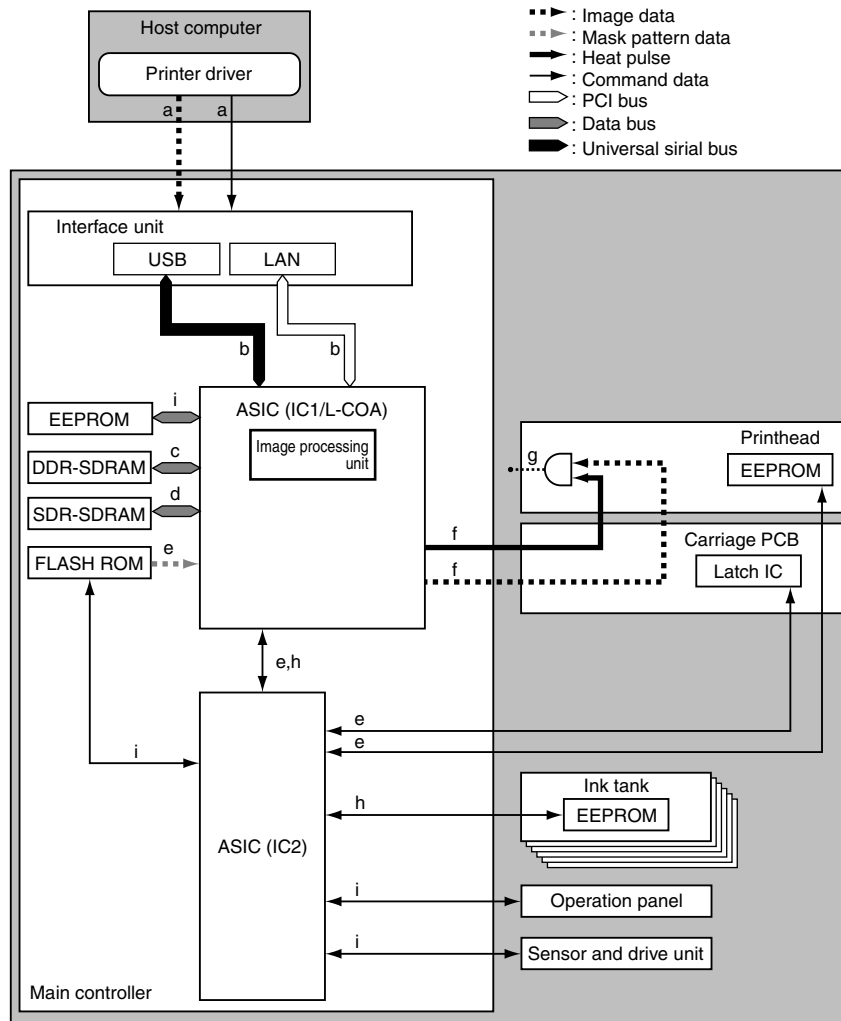 Host computer
Printer driver
a
a
: Image data
: Mask pattern data
: Heat pulse
: Command data
: PCI bus
: Data bus
: Universal sirial bus
Interface unit
USB
LAN
b
b
ASIC (IC1/L-COA)
Image processing
unit
i
EEPROM
c
DDR-SDRAM
d
SDR-SDRAM
e
FLASH ROM
Printhead
g
EEPROM
f
Carriage PCB
f
Latch IC
e,h
e
e
i
Ink tank
h
EEPROM
ASIC (IC2)
i
Operation panel
i
Sensor and drive unit
Main controller